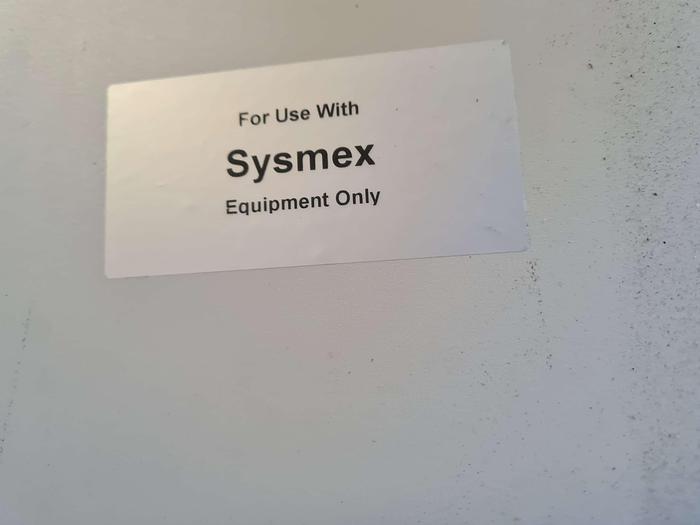 For Use With
Sysmex
Equipment Only